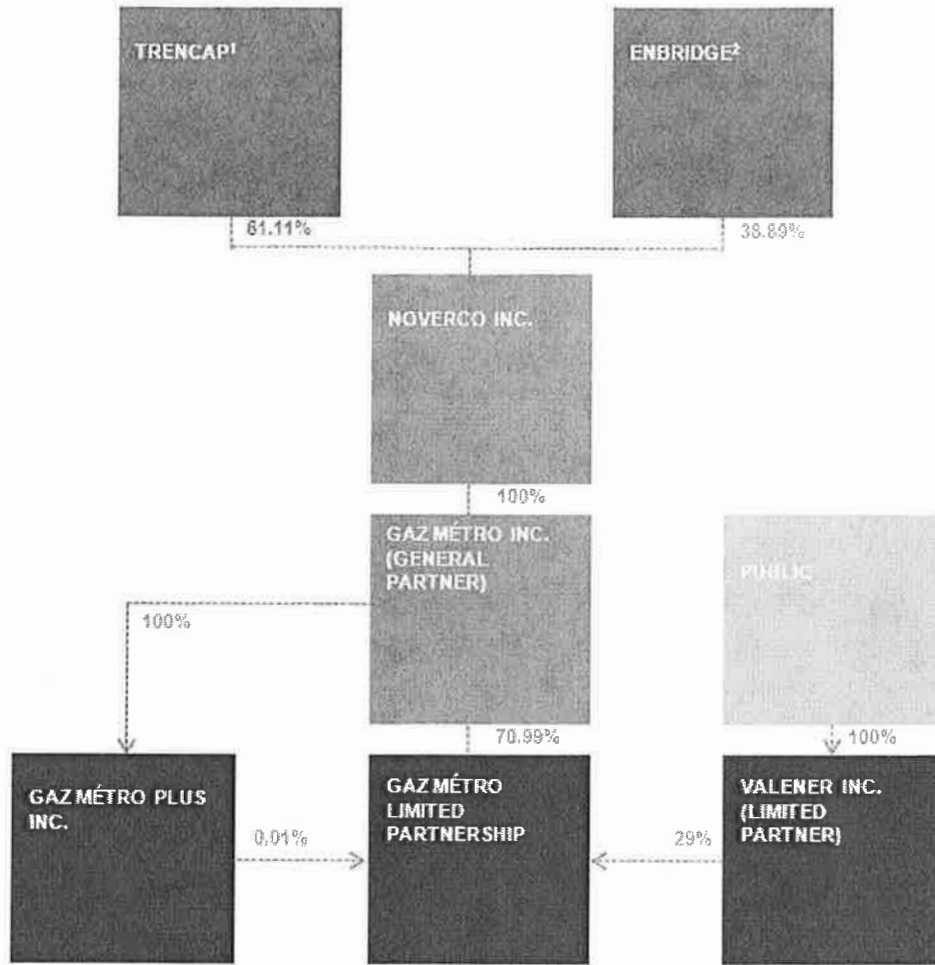 TRENCAP¹
ENBRIDGE²
61.11%
38.89%
NOVERCO INC.
100%
GAZ MÉTRO INC.
(GENERAL
PARTNER)
PUBLIC
100%
70.99%
100%
GAZ MÉTRO PLUS
INC.
GAZ MÉTRO
LIMITED
PARTNERSHIP
VALENER INC.
(LIMITED
PARTNER)
0.01%
29%